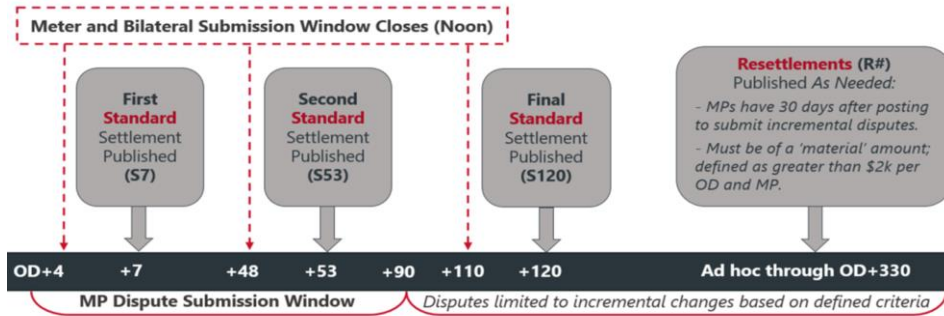 Meter and Bilateral Submission Window Closes (Noon)
First
Standard
Settlement
Published
(S7)
Second
Standard
Settlement
Published
(S53)
Final
Standard
Settlement
Published
(S120)
Resettlements (R#)
Published As Needed:
- MPs have 30 days after posting
to submit incremental disputes.
- Must be of a 'material' amount;
defined as greater than $2k per
OD and MP.
OD+4 +7 +48 +53 +90 +110 +120 Ad hoc through OD+330
MP Dispute Submission Window
Disputes limited to incremental changes based on defined criteria